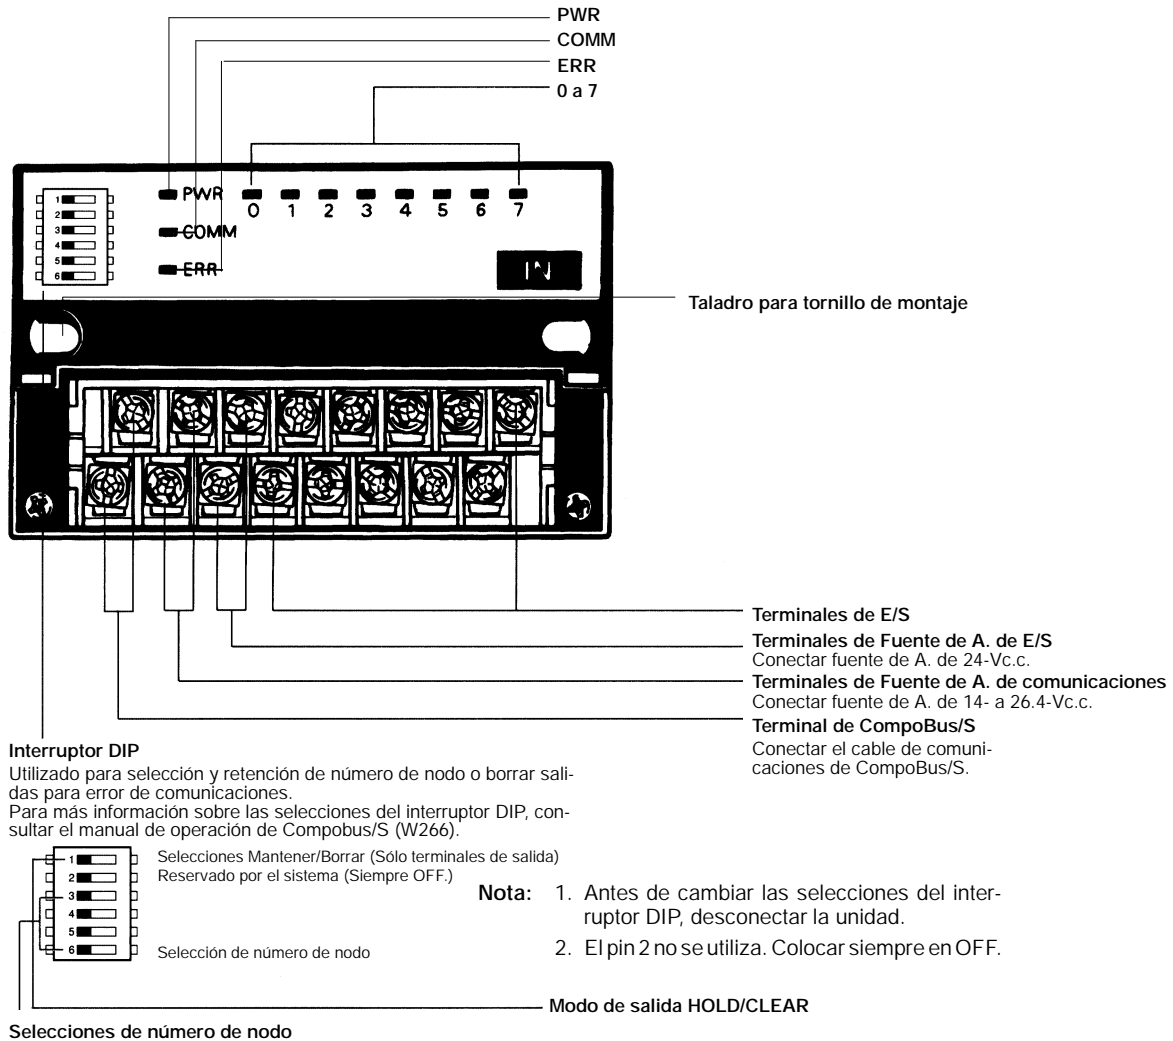 PWR
COMM
ERR
0 a 7
1
2
3
4
5
6
PWR
COMM
ERR
0 1 2 3 4 5 6 7
IN
Taladro para tornillo de montaje
Terminales de E/S
Terminales de Fuente de A. de E/S
Conectar fuente de A. de 24-Vc.c.
Terminales de Fuente de A. de comunicaciones
Conectar fuente de A. de 14- a 26.4-Vc.c.
Terminal de CompoBus/S
Conectar el cable de comuni-
caciones de CompoBus/S.
Interruptor DIP
Utilizado para selección y retención de número de nodo o borrar sali-
das para error de comunicaciones.
Para más información sobre las selecciones del interruptor DIP, con-
sultar el manual de operación de Compobus/S (W266).
1
2
3
4
5
6
Selecciones Mantener/Borrar (Sólo terminales de salida)
Reservado por el sistema (Siempre OFF.)
Selección de número de nodo
Nota: 1. Antes de cambiar las selecciones del inter-
ruptor DIP, desconectar la unidad.
2. El pin 2 no se utiliza. Colocar siempre en OFF.
Modo de salida HOLD/CLEAR
Selecciones de número de nodo